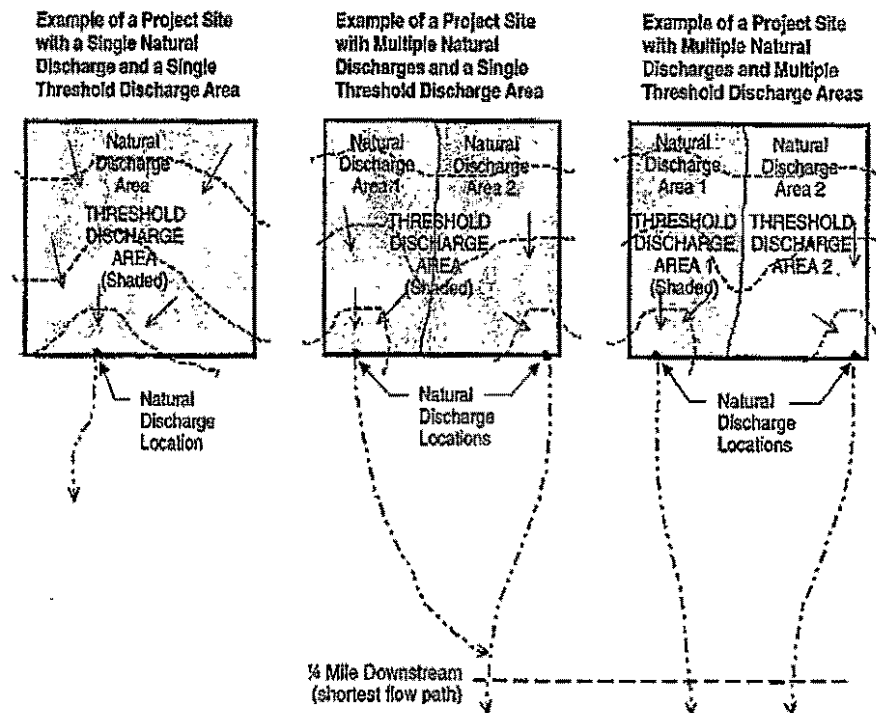 Example of a Project Site
with a Single Natural
Discharge and a Single
Threshold Discharge Area
Example of a Project Site
with Multiple Natural
Discharges and a Single
Threshold Discharge Area
Example of a Project Site
with Multiple Natural
Discharges and Multiple
Threshold Discharge Areas
Natural
Discharge
Area
THRESHOLD
DISCHARGE
AREA
(Shaded)
Natural
Discharge
Location
Natural
Discharge
Area 1
Natural
Discharge
Area 2
THRESHOLD
DISCHARGE
AREA
(Shaded)
Natural
Discharge
Locations
Natural
Discharge
Area 1
Natural
Discharge
Area 2
THRESHOLD
DISCHARGE
AREA 1
(Shaded)
THRESHOLD
DISCHARGE
AREA 2
Natural
Discharge
Locations
¼ Mile Downstream
(shortest flow path)